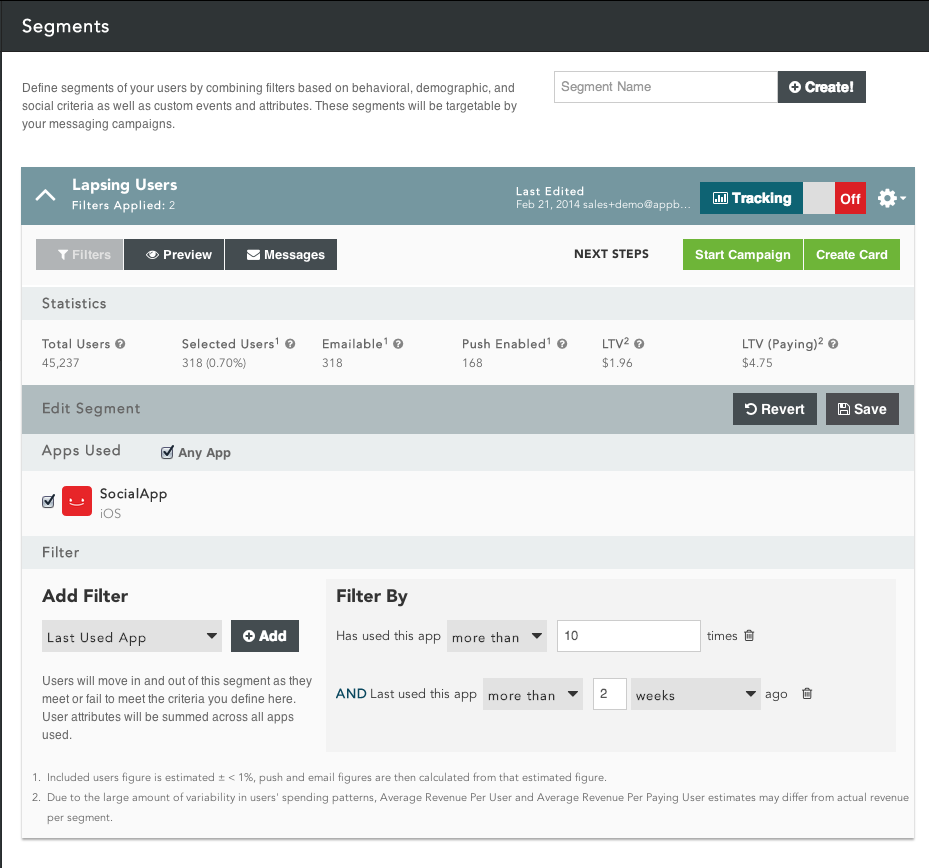 Segments
Define segments of your users by combining filters based on behavioral, demographic, and
social criteria as well as custom events and attributes. These segments will be targetable by
your messaging campaigns.
Segment Name
Create!
Lapsing Users
Filters Applied: 2
Last Edited
Feb 21, 2014 sales+demo@appb...
Tracking
Off
Filters
Preview
Messages
NEXT STEPS
Start Campaign
Create Card
Statistics
Total Users
Selected Users1
Emailable1
Push Enabled1
LTV2
LTV (Paying)2
45,237
318 (0.70%)
318
168
$1.96
$4.75
Edit Segment
Revert
Save
Apps Used
Any App
SocialApp
iOS
Filter
Add Filter
Last Used App
Add
Users will move in and out of this segment as they
meet or fail to meet the criteria you define here.
User attributes will be summed across all apps
used.
Filter By
Has used this app more than 10 times
AND Last used this app more than 2 weeks ago
1. Included users figure is estimated ± < 1%, push and email figures are then calculated from that estimated figure.
2. Due to the large amount of variability in users' spending patterns, Average Revenue Per User and Average Revenue Per Paying User estimates may differ from actual revenue
per segment.